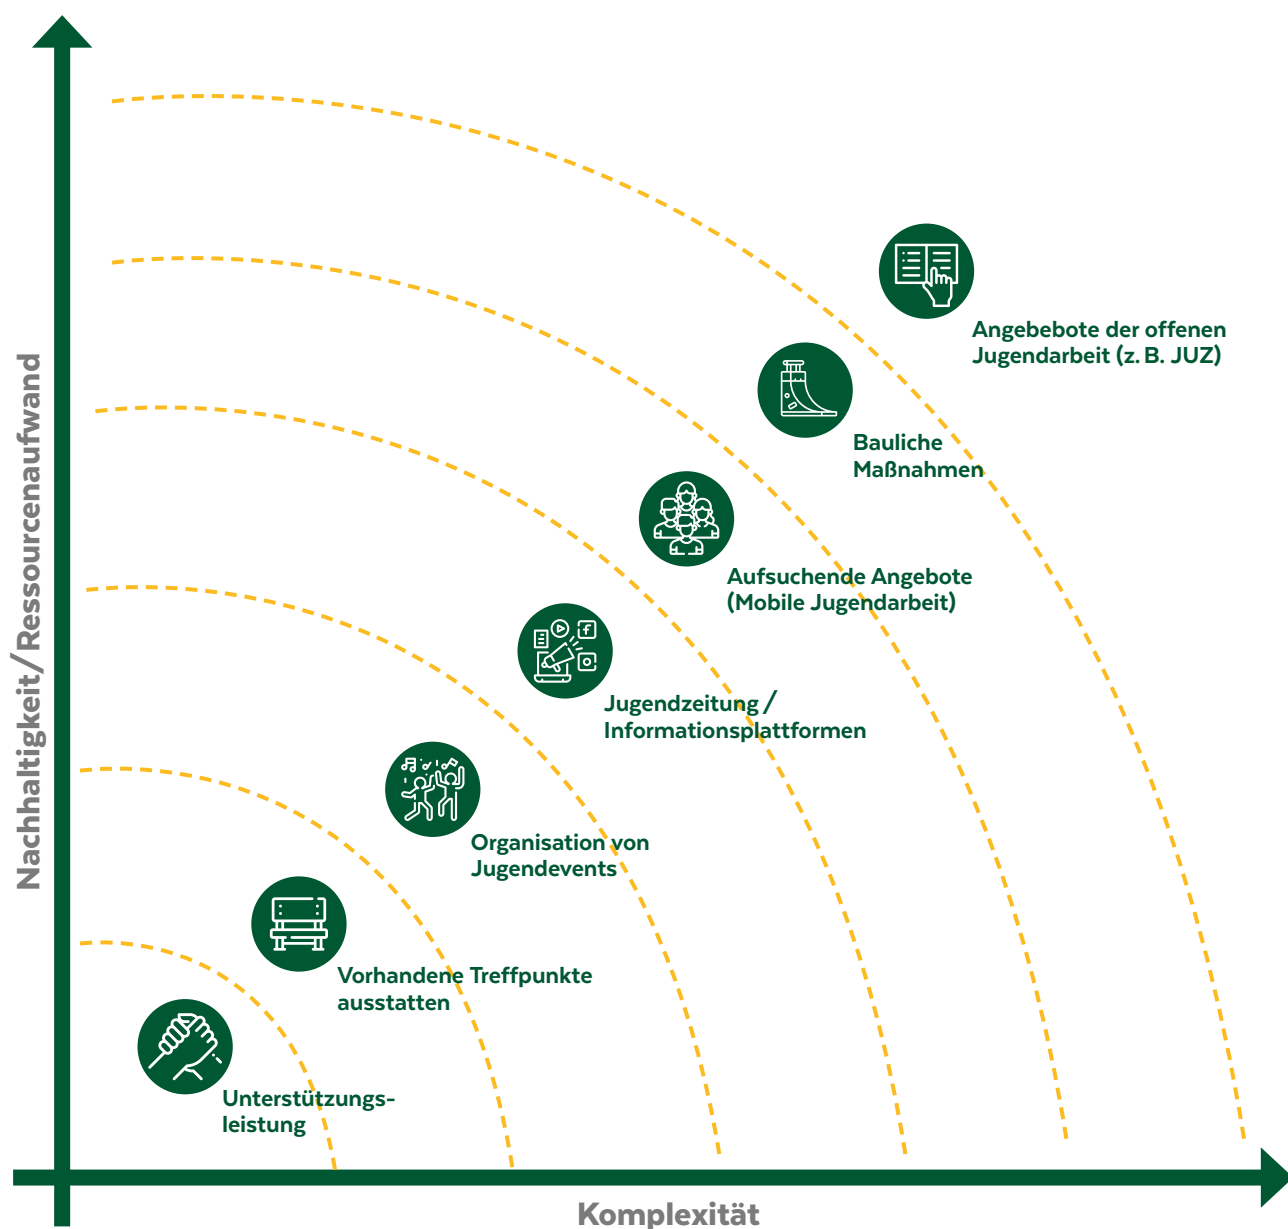 Nachhaltigkeit/Ressourcenaufwand
Angebebote der offenen
Jugendarbeit (z. B. JUZ)
Bauliche
Maßnahmen
Aufsuchende Angebote
(Mobile Jugendarbeit)
Jugendzeitung /
Informationsplattformen
Organisation von
Jugendevents
Vorhandene Treffpunkte
ausstatten
Unterstützungs-
leistung
Komplexität